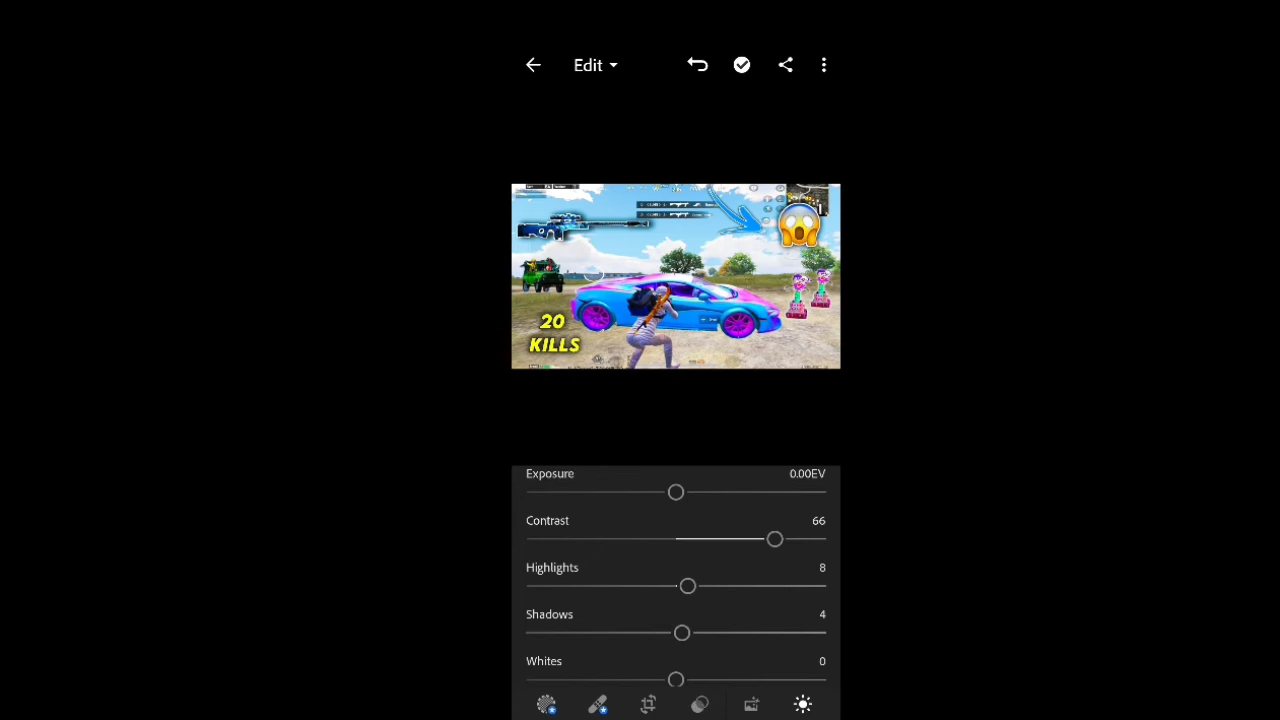 Edit
20
KILLS
Exposure 0.00EV
Contrast 66
Highlights 8
Shadows 4
Whites 0